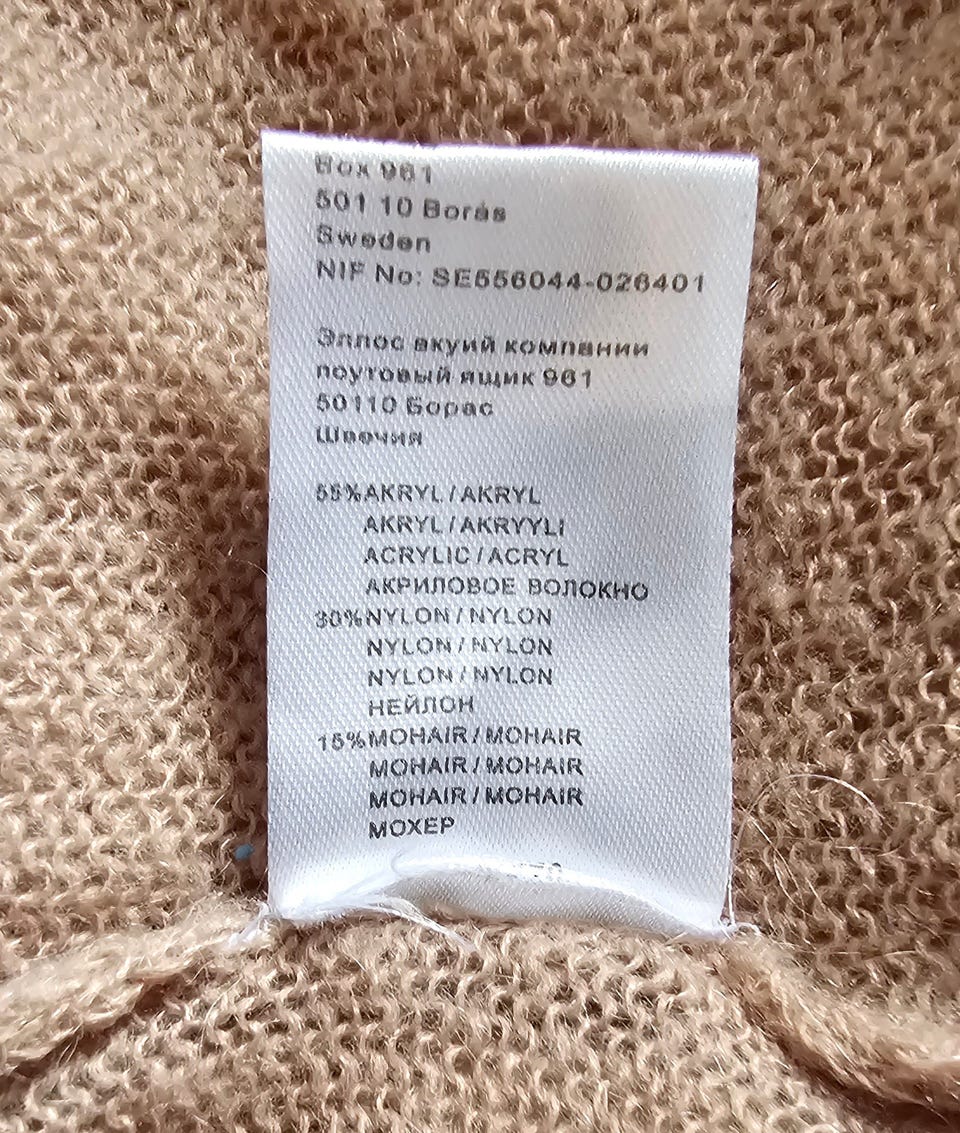 Box 961
501 10 Borås
Sweden
NIF No: SE556044-026401
Эллос вкуий компании
поутовый ящик 961
50110 Борас
Швечия
55%AKRYL / AKRYL
AKRYL / AKRYYLI
ACRYLIC / ACRYL
АКРИЛОВОЕ ВОЛОКНО
30%NYLON / NYLON
NYLON / NYLON
NYLON / NYLON
НЕЙЛОН
15%MOHAIR / MOHAIR
MOHAIR / MOHAIR
MOHAIR / MOHAIR
МОХЕР